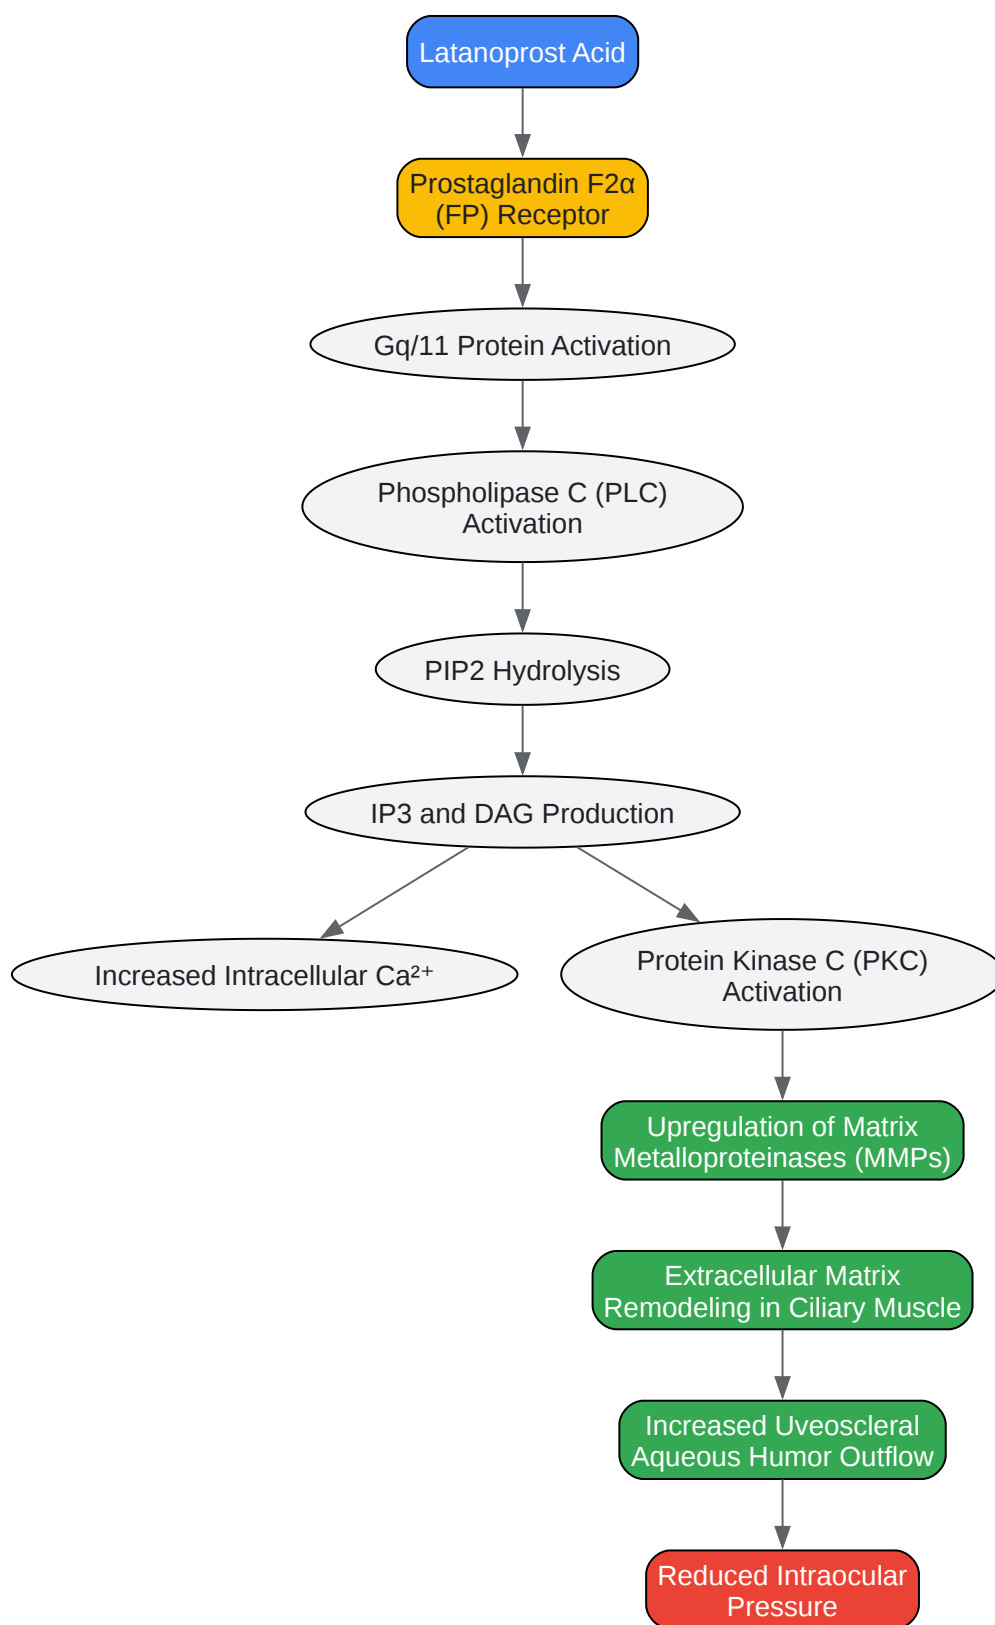 Latanoprost Acid
Prostaglandin F2α
(FP) Receptor
Gq/11 Protein Activation
Phospholipase C (PLC)
Activation
PIP2 Hydrolysis
IP3 and DAG Production
Increased Intracellular Ca²⁺
Protein Kinase C (PKC)
Activation
Upregulation of Matrix
Metalloproteinases (MMPs)
Extracellular Matrix
Remodeling in Ciliary Muscle
Increased Uveoscleral
Aqueous Humor Outflow
Reduced Intraocular
Pressure